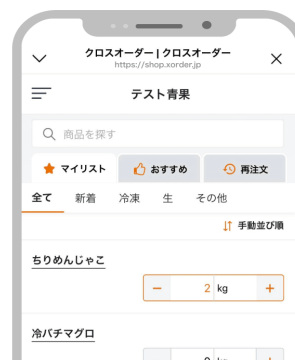 クロスオーダー | クロスオーダー
https://shop.xorder.jp
テスト青果
商品を探す
マイリスト
おすすめ
再注文
全て 新着 冷凍 生 その他
手動並び順
ちりめんじゃこ
− 2 kg +
冷バチマグロ